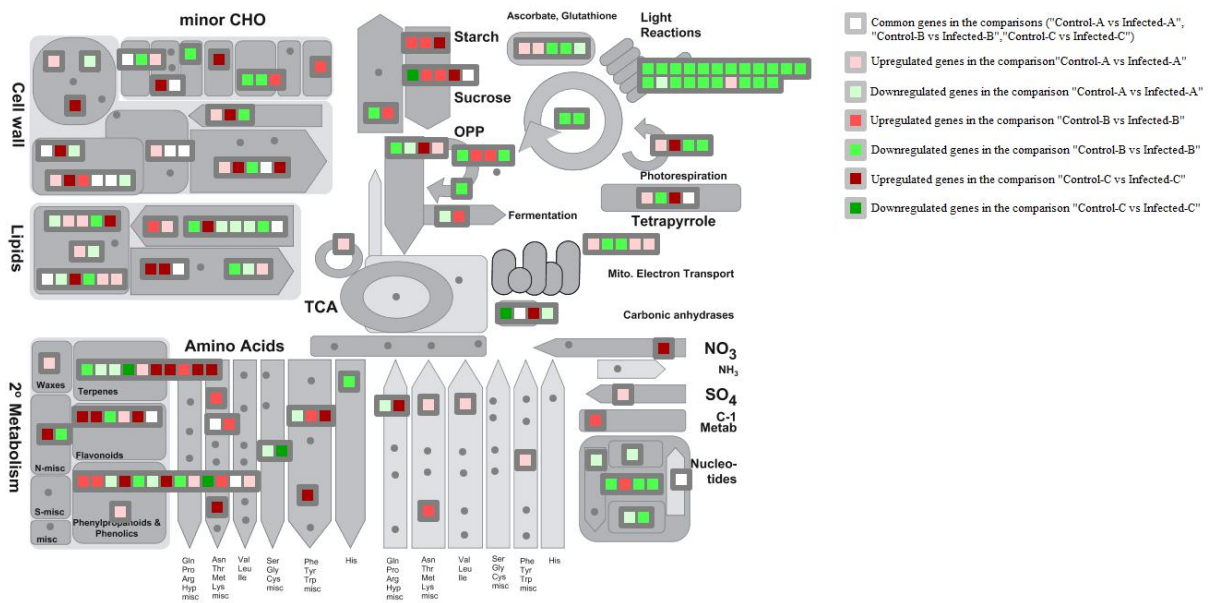 minor CHO
Cell wall
Lipids
2º Metabolism
Starch
Sucrose
OPP
Ascorbate, Glutathione
Light
Reactions
Photorespiration
Tetrapyrrole
Fermentation
Mito. Electron Transport
TCA
Carbonic anhydrases
Amino Acids
NO3
NH3
SO4
C-1
Metab
Nucleo-
tides
Waxes
Terpenes
Flavonoids
N-misc
S-misc
Phenylpropanoids &
Phenolics
misc
Gln
Pro
Arg
Hyp
misc
Asn
Thr
Met
Lys
misc
Val
Leu
Ile
Ser
Gly
Cys
misc
Phe
Tyr
Trp
misc
His
Gln
Pro
Arg
Hyp
misc
Asn
Thr
Met
Lys
misc
Val
Leu
Ile
Ser
Gly
Cys
misc
Phe
Tyr
Trp
misc
His
Common genes in the comparisons ("Control-A vs Infected-A",
"Control-B vs Infected-B","Control-C vs Infected-C")
Upregulated genes in the comparison"Control-A vs Infected-A")
Downregulated genes in the comparison "Control-A vs Infected-A")
Upregulated genes in the comparison "Control-B vs Infected-B"
Downregulated genes in the comparison "Control-B vs Infected-B"
Upregulated genes in the comparison "Control-C vs Infected-C"
Downregulated genes in the comparison "Control-C vs Infected-C"